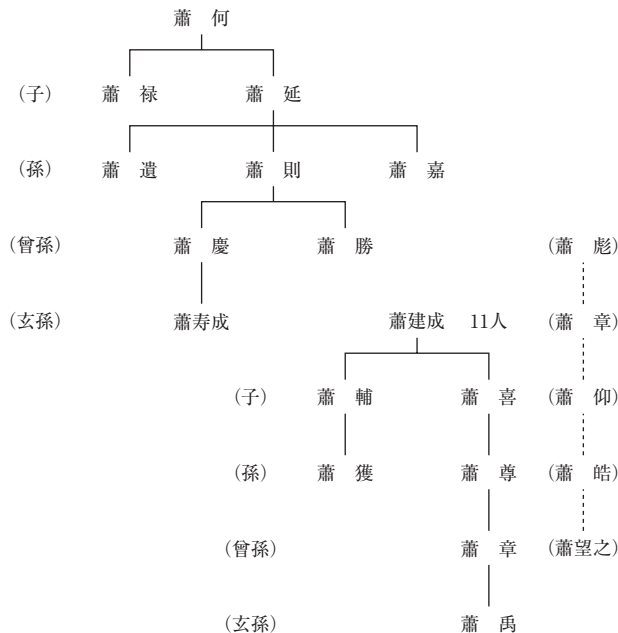 蕭　何
（子）　蕭　禄　蕭　延
（孫）　蕭　遺　蕭　則　蕭　嘉
（曾孫）　蕭　慶　蕭　勝　（蕭　彪）
（玄孫）　蕭寿成　蕭建成　11人　（蕭　章）
（子）　蕭　輔　蕭　喜　（蕭　仰）
（孫）　蕭　獲　蕭　尊　（蕭　皓）
（曾孫）　蕭　章　（蕭望之）
（玄孫）　蕭　禹